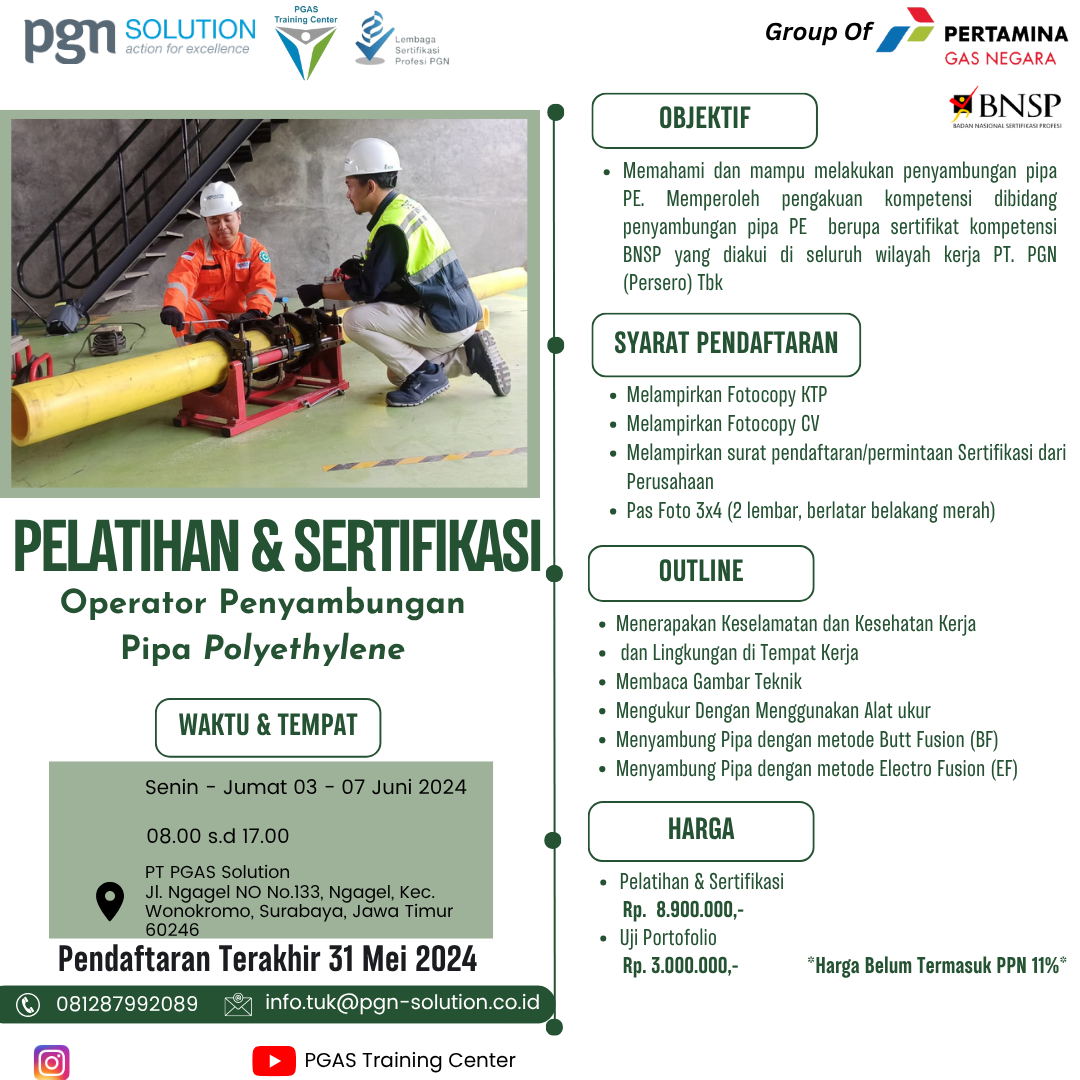 pgn SOLUTION
action for excellence
PGAS
Training Center
Lembaga
Sertifikasi
Profesi PGN
Group Of PERTAMINA
GAS NEGARA
BNSP
BADAN NASIONAL SERTIFIKASI PROFESI
PELATIHAN & SERTIFIKASI
Operator Penyambungan
Pipa Polyethylene
WAKTU & TEMPAT
Senin - Jumat 03 - 07 Juni 2024
08.00 s.d 17.00
PT PGAS Solution
Jl. Ngagel NO No.133, Ngagel, Kec.
Wonokromo, Surabaya, Jawa Timur
60246
Pendaftaran Terakhir 31 Mei 2024
081287992089 info.tuk@pgn-solution.co.id
PGAS Training Center
OBJEKTIF
• Memahami dan mampu melakukan penyambungan pipa
PE. Memperoleh pengakuan kompetensi dibidang
penyambungan pipa PE berupa sertifikat kompetensi
BNSP yang diakui di seluruh wilayah kerja PT. PGN
(Persero) Tbk
SYARAT PENDAFTARAN
• Melampirkan Fotocopy KTP
• Melampirkan Fotocopy CV
• Melampirkan surat pendaftaran/permintaan Sertifikasi dari
Perusahaan
• Pas Foto 3x4 (2 lembar, berlatar belakang merah)
OUTLINE
• Menerapakan Keselamatan dan Kesehatan Kerja
• dan Lingkungan di Tempat Kerja
• Membaca Gambar Teknik
• Mengukur Dengan Menggunakan Alat ukur
• Menyambung Pipa dengan metode Butt Fusion (BF)
• Menyambung Pipa dengan metode Electro Fusion (EF)
HARGA
• Pelatihan & Sertifikasi
Rp. 8.900.000,-
• Uji Portofolio
Rp. 3.000.000,- *Harga Belum Termasuk PPN 11%*